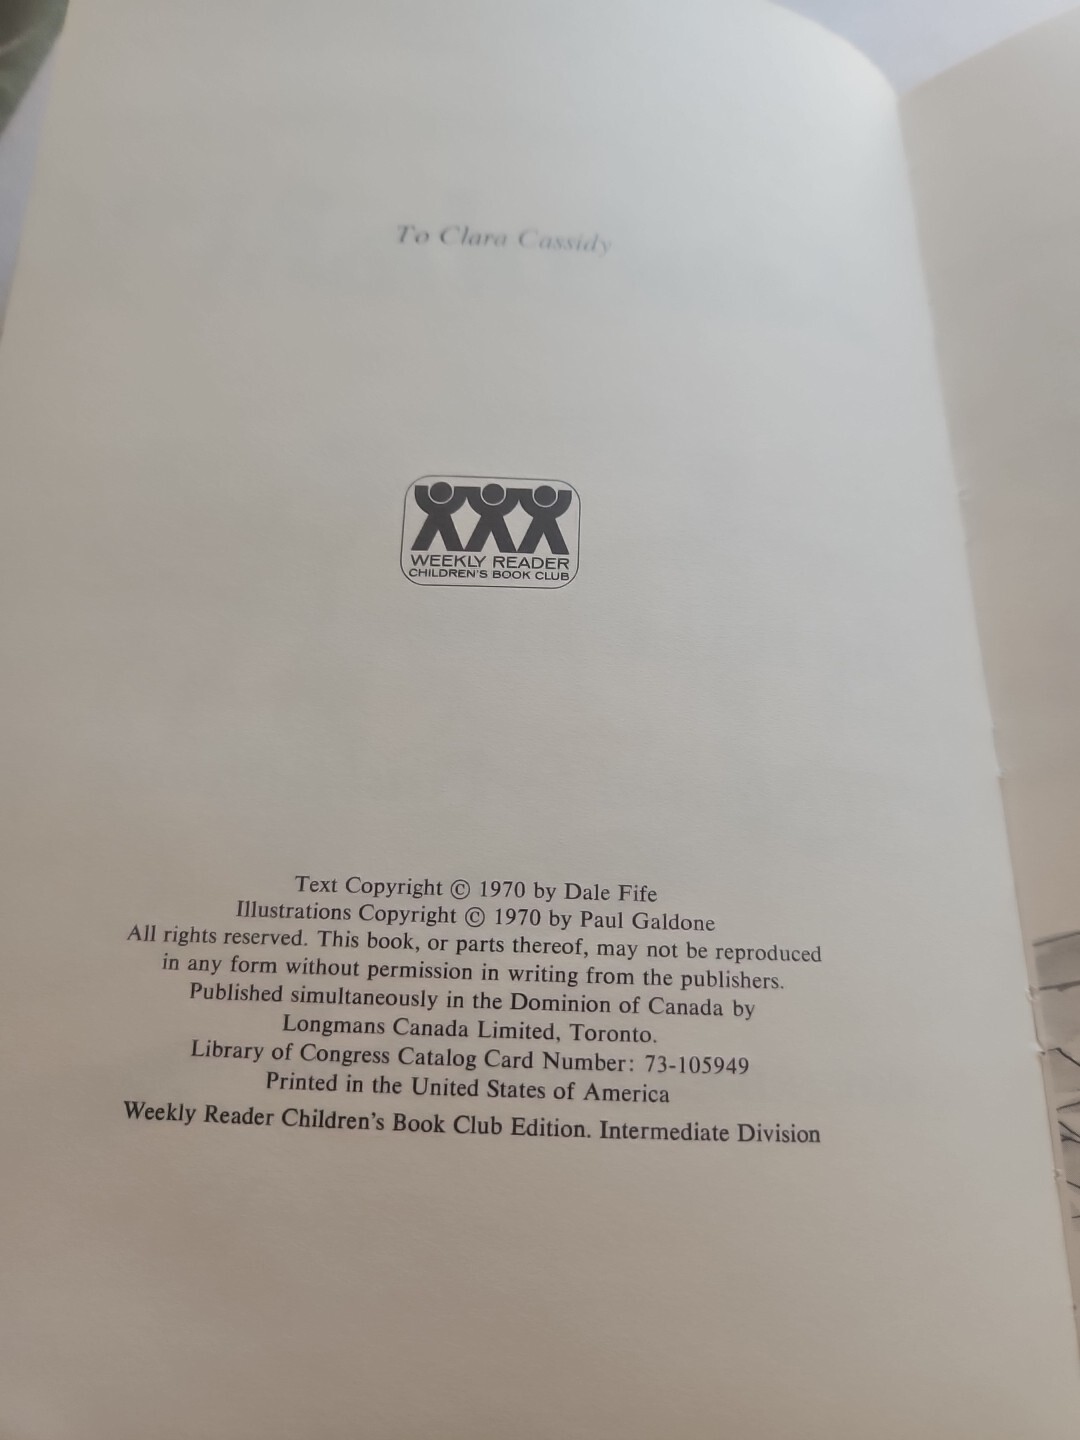 To Clara Cassidy
WEEKLY READER
CHILDREN'S BOOK CLUB
Text Copyright © 1970 by Dale Fife
Illustrations Copyright © 1970 by Paul Galdone
All rights reserved. This book, or parts thereof, may not be reproduced
in any form without permission in writing from the publishers.
Published simultaneously in the Dominion of Canada by
Longmans Canada Limited, Toronto.
Library of Congress Catalog Card Number: 73-105949
Printed in the United States of America
Weekly Reader Children's Book Club Edition. Intermediate Division